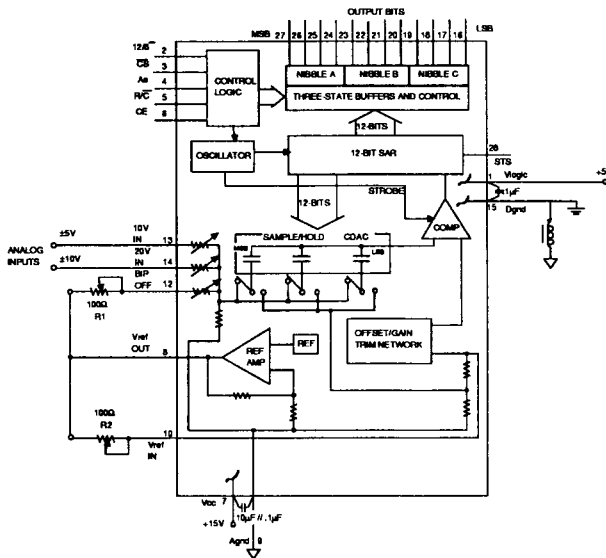 OUTPUT BITS
MSB 27 26 25 24 23 22 21 20 19 18 17 16 LSB
12/8 2
CS 3
Ao 4
R/C 5
CE 6
CONTROL LOGIC
NIBBLE A NIBBLE B NIBBLE C
THREE-STATE BUFFERS AND CONTROL
12-BITS
OSCILLATOR
12-BIT SAR
28
STS
1 Vlogic
+5
.1µF
15 Dgnd
12-BITS
STROBE
COMP
ANALOG INPUTS
±5V
10V IN 13
±10V
20V IN 14
BIP OFF 12
100Ω
R1
SAMPLE/HOLD CDAC
MSB
LSB
OFFSET/GAIN TRIM NETWORK
Vref OUT 8
REF AMP
REF
100Ω
R2
10
Vref IN
Vcc 7
10µF // .1µF
+15V
Agnd 9